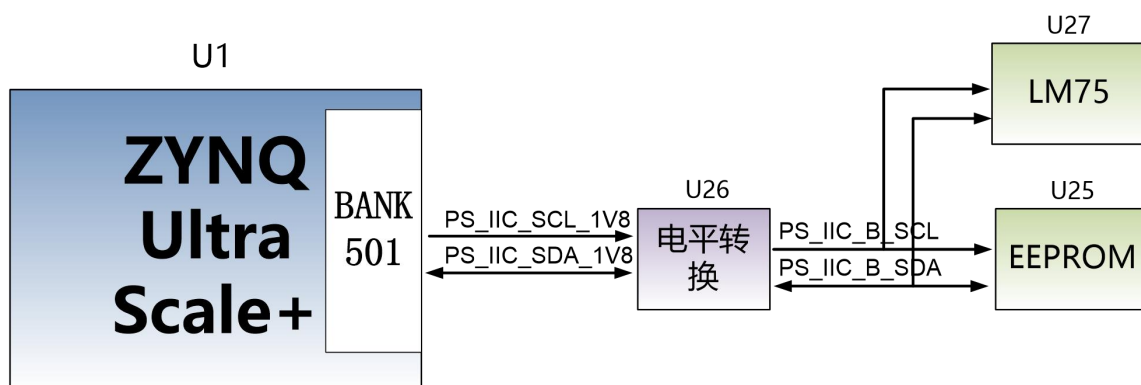 U1
ZYNQ
Ultra
Scale+
BANK
501
PS_IIC_SCL_1V8
PS_IIC_SDA_1V8
U26
电平转
换
PS_IIC_B_SCL
PS_IIC_B_SDA
U27
LM75
U25
EEPROM